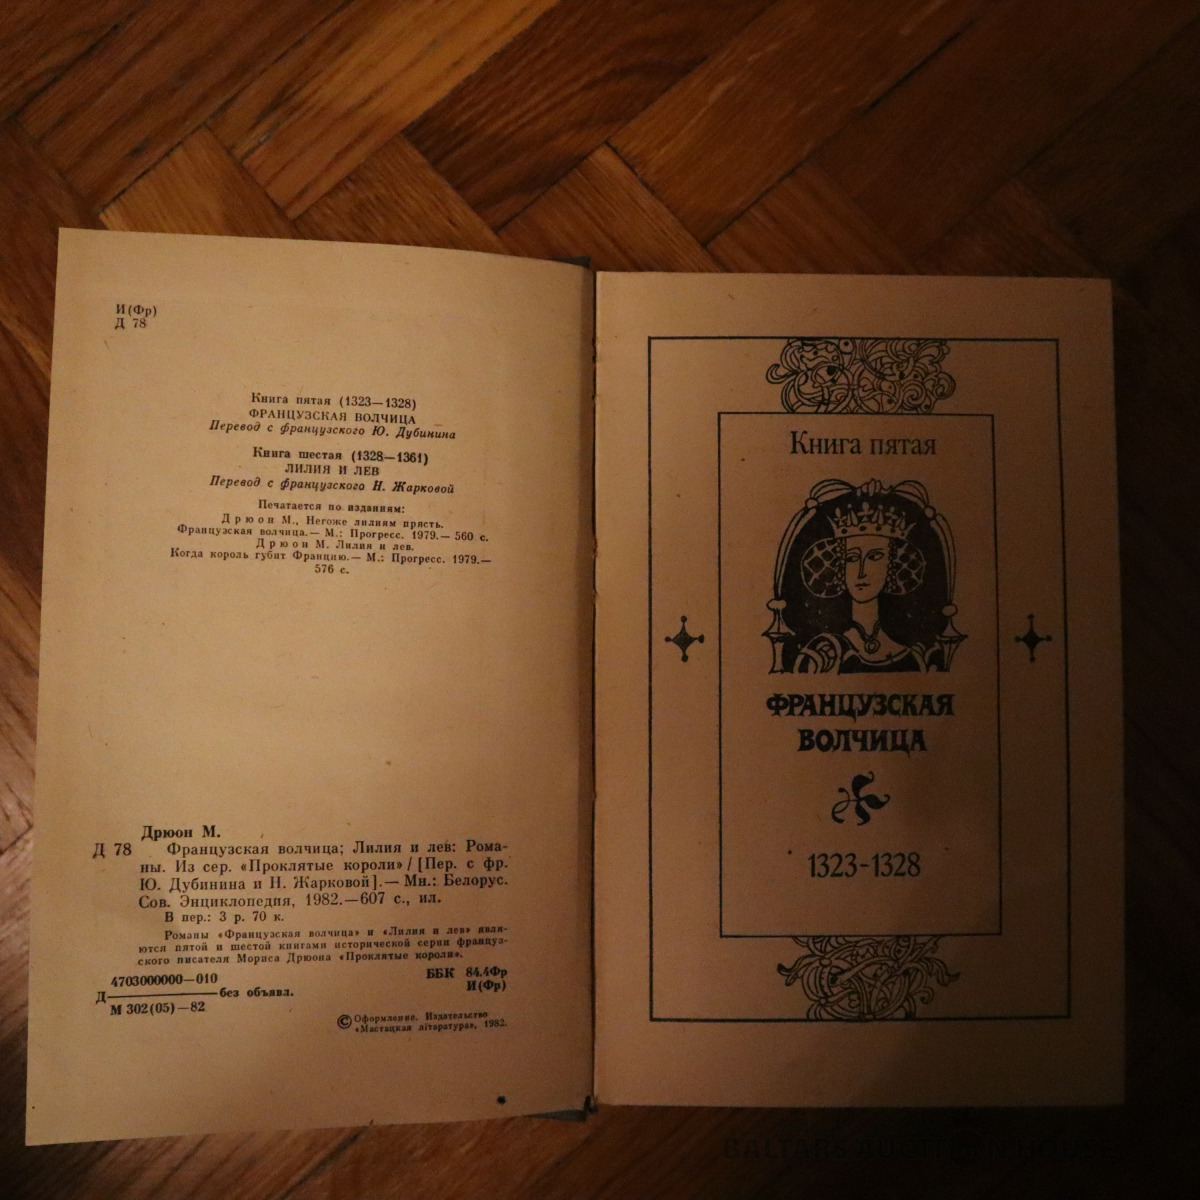 И(Фр)
Д 78
Книга пятая (1323—1328)
ФРАНЦУЗСКАЯ ВОЛЧИЦА
Перевод с французского Ю. Дубинина
Книга шестая (1328—1361)
ЛИЛИЯ И ЛЕВ
Перевод с французского Н. Жарковой
Печатается по изданиям:
Дрюон М., Негоже лилиям прясть.
Французская волчица.— М.: Прогресс. 1979.— 560 с.
Дрюон М. Лилия и лев.
Когда король губит Францию.— М.: Прогресс. 1979.—
576 с.
Дрюон М.
Д 78 Французская волчица; Лилия и лев: Рома-
ны. Из сер. «Проклятые короли» / [Пер. с фр.
Ю. Дубинина и Н. Жарковой].— Мн.: Белорус.
Сов. Энциклопедия, 1982.—607 с., ил.
В пер.: 3 р. 70 к.
Романы «Французская волчица» и «Лилия и лев» явля-
ются пятой и шестой книгами исторической серии француз-
ского писателя Мориса Дрюона «Проклятые короли».
4703000000—010
Д без объявл.
М 302(05)—82
ББК 84.4Фр
И(Фр)
© Оформление. Издательство
«Мастацкая літаратура», 1982.
Книга пятая
ФРАНЦУЗСКАЯ
ВОЛЧИЦА
1323-1328
BALTARS AUCTION HOUSE